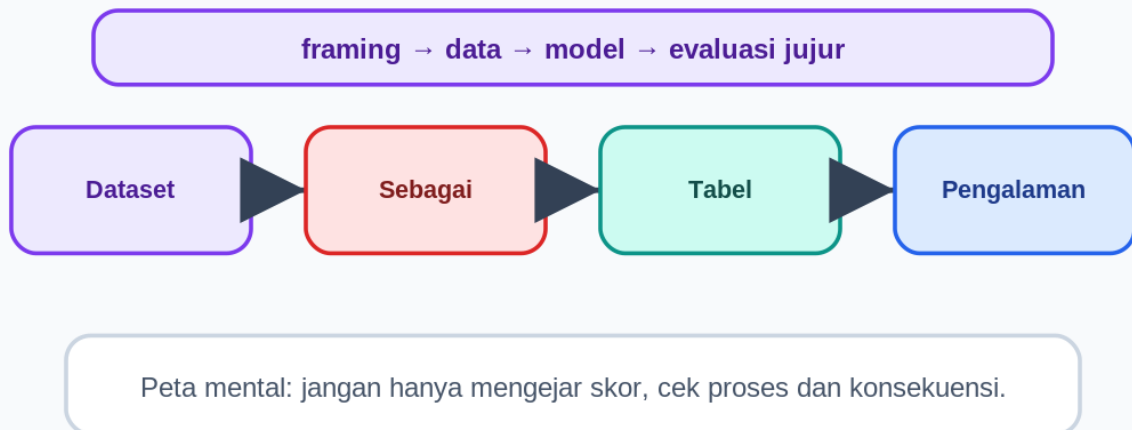 framing → data → model → evaluasi jujur
Dataset
Sebagai
Tabel
Pengalaman
Peta mental: jangan hanya mengejar skor, cek proses dan konsekuensi.